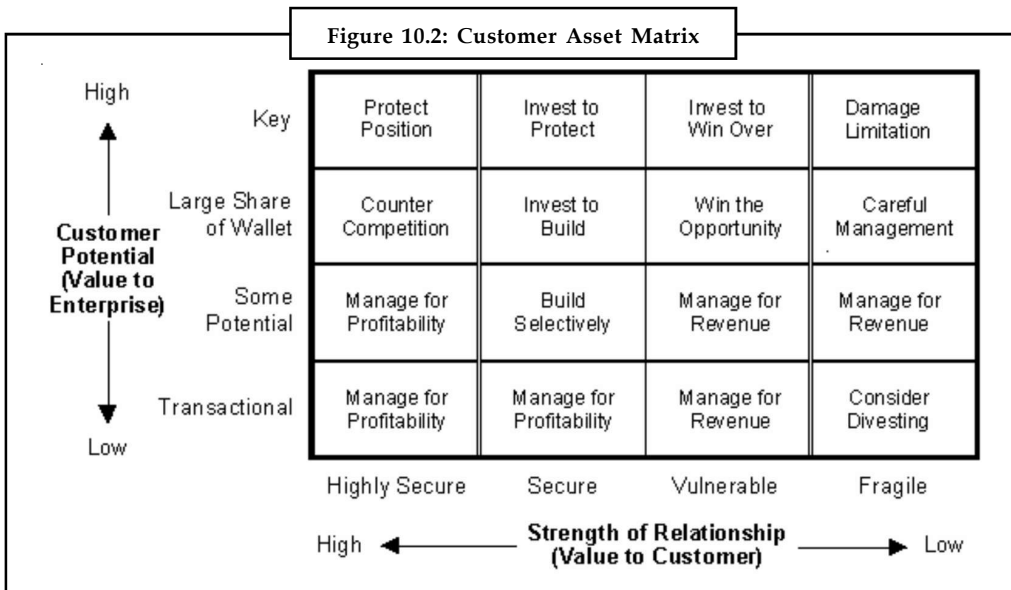 Figure 10.2: Customer Asset Matrix
High
Customer
Potential
(Value to
Enterprise)
Low
Key
Protect
Position
Invest to
Protect
Invest to
Win Over
Damage
Limitation
Large Share
of Wallet
Counter
Competition
Invest to
Build
Win the
Opportunity
Careful
Management
Some
Potential
Manage for
Profitability
Build
Selectively
Manage for
Revenue
Manage for
Revenue
Transactional
Manage for
Profitability
Manage for
Profitability
Manage for
Revenue
Consider
Divesting
Highly Secure
Secure
Vulnerable
Fragile
High
Strength of Relationship
(Value to Customer)
Low